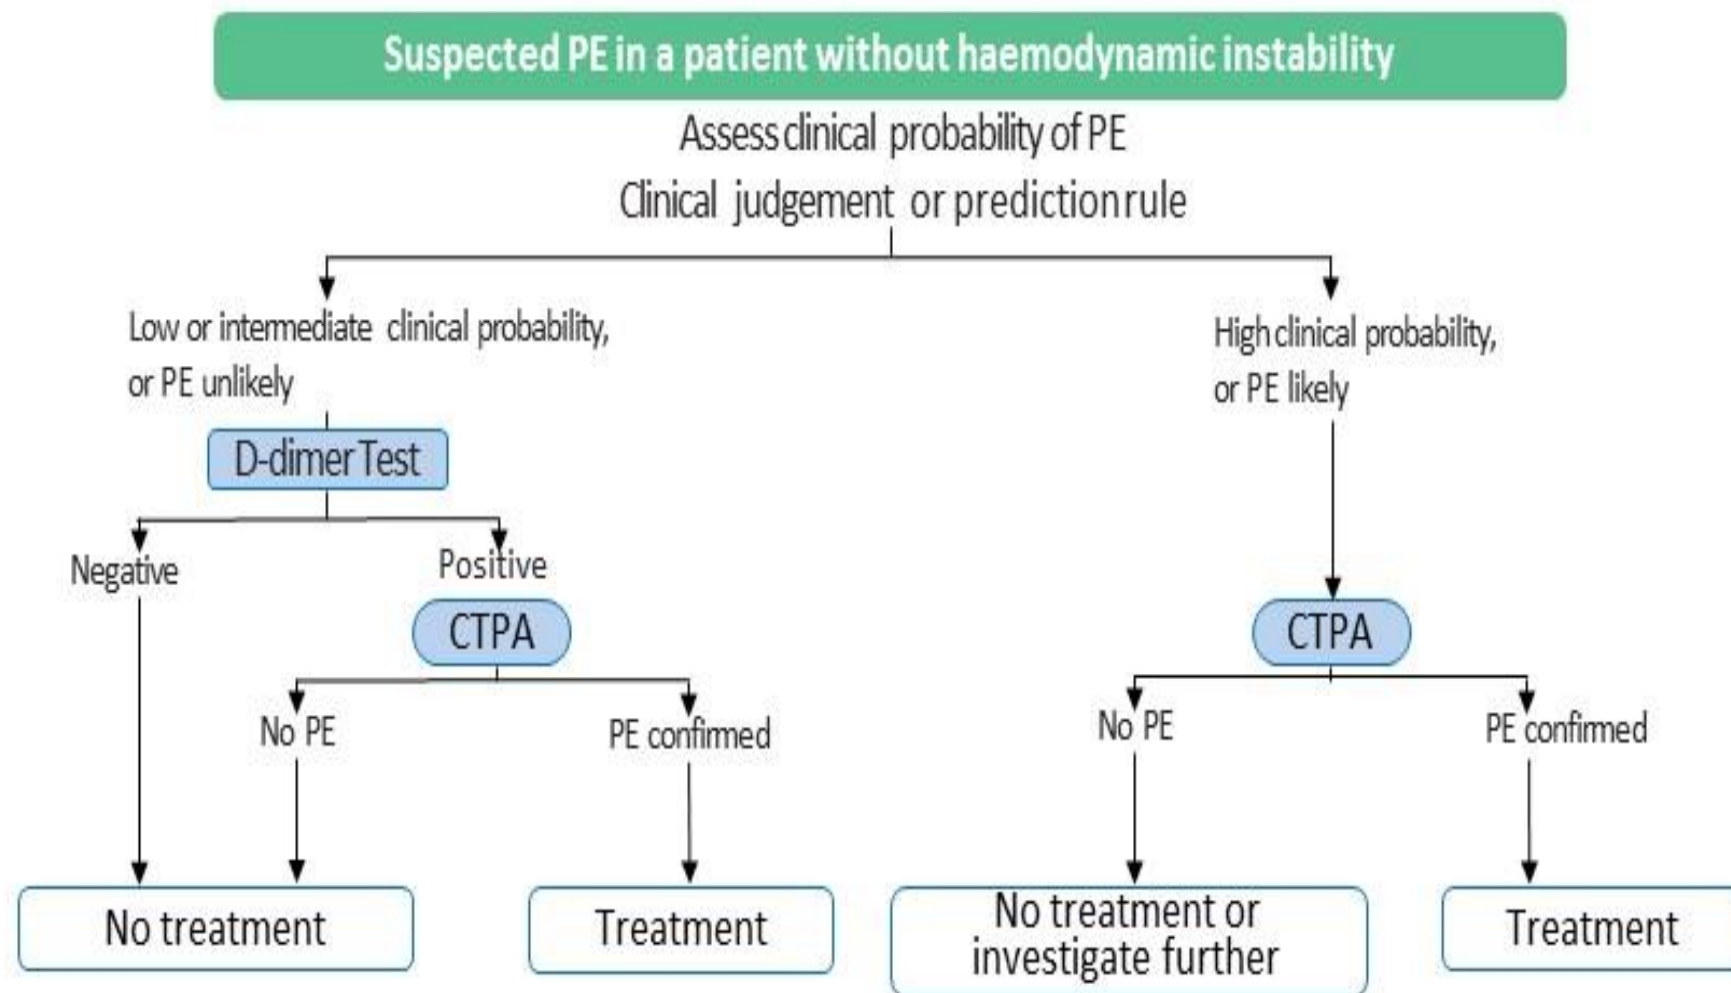 Suspected PE in a patient without haemodynamic instability
Assess clinical probability of PE
Clinical judgement or prediction rule
Low or intermediate clinical probability,
or PE unlikely
High clinical probability,
or PE likely
D-dimer Test
Negative
Positive
CTPA
CTPA
No PE
PE confirmed
No PE
PE confirmed
No treatment
Treatment
No treatment or
investigate further
Treatment